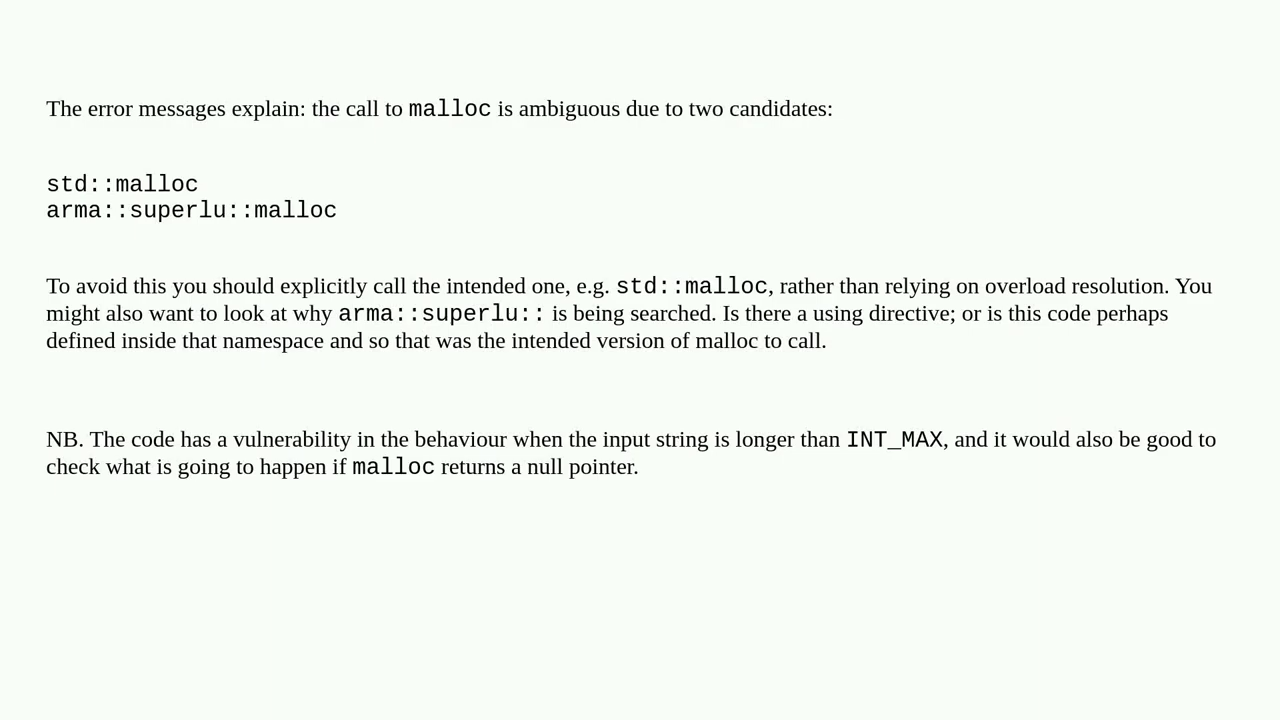 The error messages explain: the call to malloc is ambiguous due to two candidates:
std::malloc
arma::superlu::malloc
To avoid this you should explicitly call the intended one, e.g. std::malloc, rather than relying on overload resolution. You
might also want to look at why arma::superlu:: is being searched. Is there a using directive; or is this code perhaps
defined inside that namespace and so that was the intended version of malloc to call.
NB. The code has a vulnerability in the behaviour when the input string is longer than INT_MAX, and it would also be good to
check what is going to happen if malloc returns a null pointer.